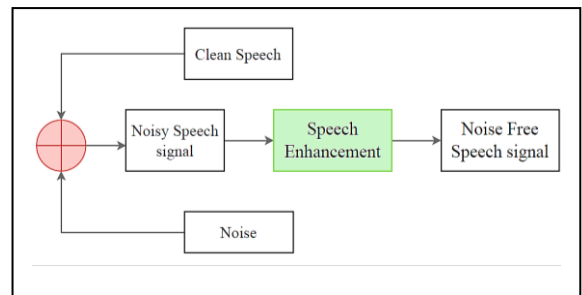 Clean Speech
Noisy Speech
signal
Speech
Enhancement
Noise Free
Speech signal
Noise